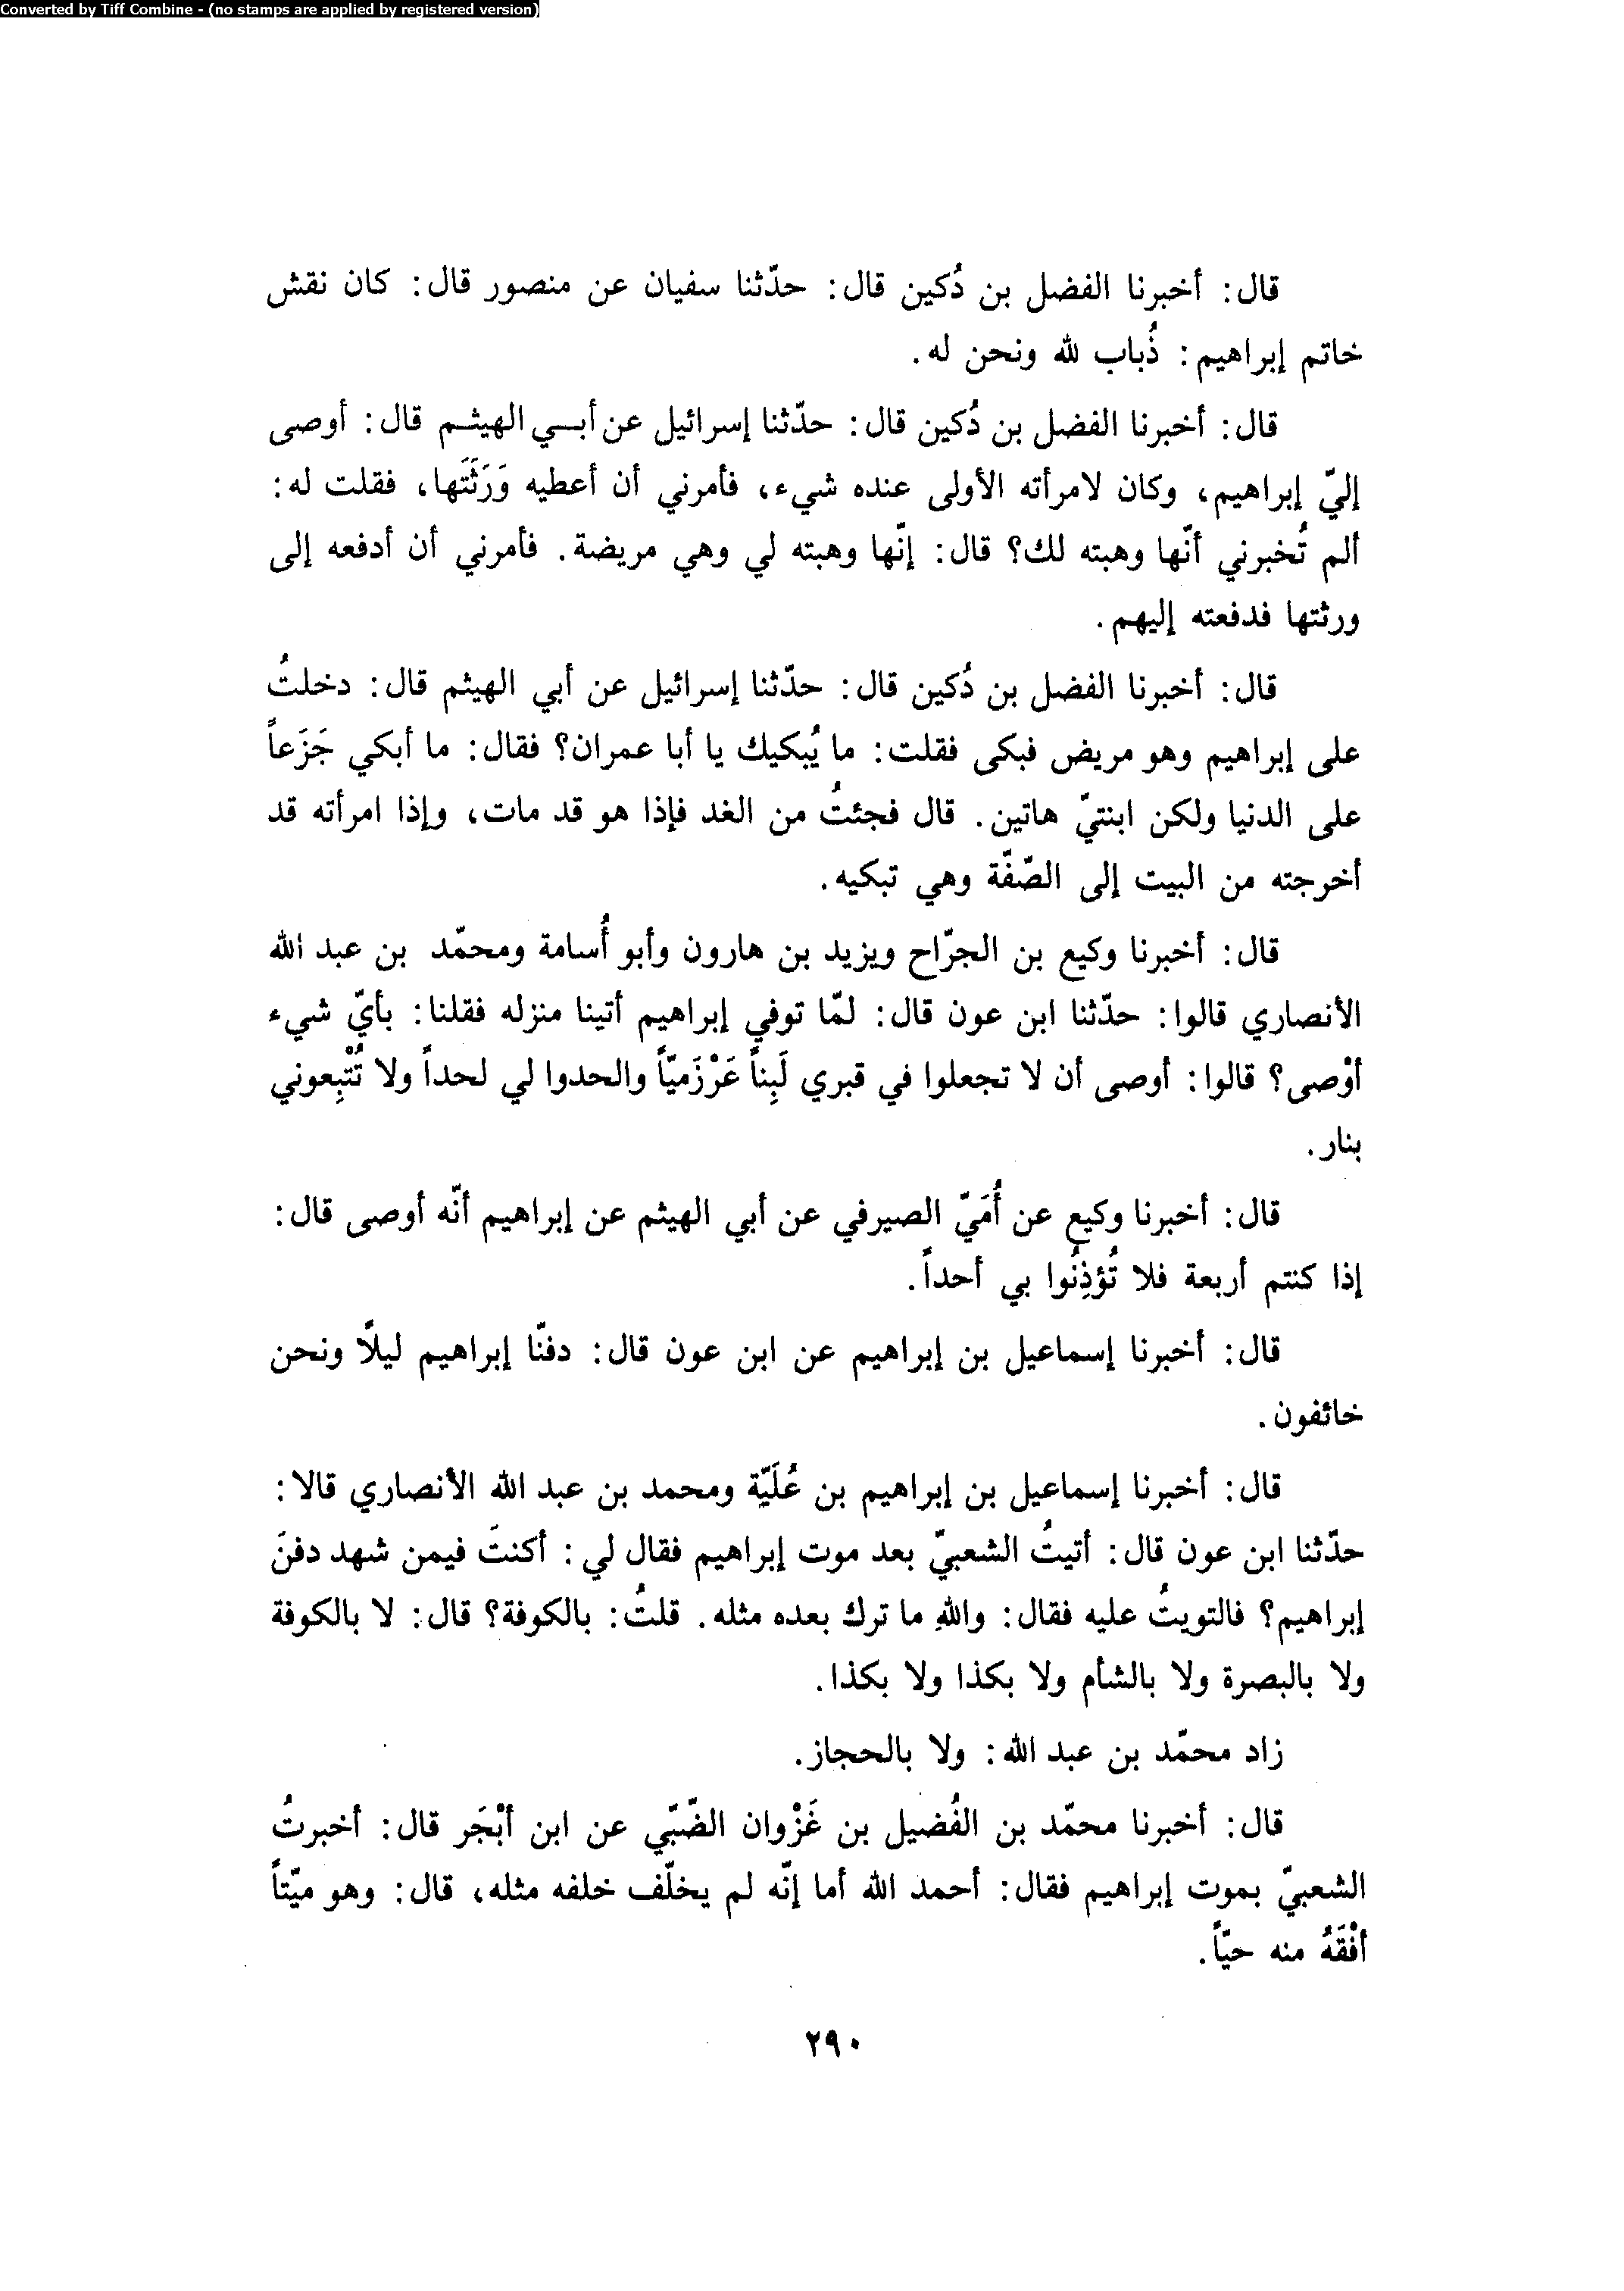 Converted by Tiff Combine - (no stamps are applied by registered version)
قال: أخبرنا الفضل بن دُكين قال: حدّثنا سفيان عن منصور قال: كان نقش
خاتم إبراهيم: ذُباب لله ونحن له.
قال: أخبرنا الفضل بن دُكين قال: حدّثنا إسرائيل عن أبي الهيثم قال: أوصى
إليّ إبراهيم، وكان لامرأته الأولى عنده شيء، فأمرني أن أعطيه وَرَثَتَها، فقلت له:
ألم تُخبرني أنّها وهبته لك؟ قال: إنّها وهبته لي وهي مريضة. فأمرني أن أدفعه إلى
ورثتها فدفعته إليهم.
قال: أخبرنا الفضل بن دُكين قال: حدّثنا إسرائيل عن أبي الهيثم قال: دخلتُ
على إبراهيم وهو مريض فبكى فقلت: ما يُبكيك يا أبا عمران؟ فقال: ما أبكي جَزَعاً
على الدنيا ولكن ابنتيّ هاتين. قال فجئتُ من الغد فإذا هو قد مات، وإذا امرأته قد
أخرجته من البيت إلى الصّفّة وهي تبكيه.
قال: أخبرنا وكيع بن الجرّاح ويزيد بن هارون وأبو أُسامة ومحمّد بن عبد الله
الأنصاري قالوا: حدّثنا ابن عون قال: لمّا توفي إبراهيم أتينا منزله فقلنا: بأيّ شيء
أوْصى؟ قالوا: أوصى أن لا تجعلوا في قبري لَبِناً عَرْزَميّاً والحدوا لي لحداً ولا تُتْبِعوني
بنار.
قال: أخبرنا وكيع عن أُمَيّ الصيرفي عن أبي الهيثم عن إبراهيم أنّه أوصى قال:
إذا كنتم أربعة فلا تُؤذِنُوا بي أحداً.
قال: أخبرنا إسماعيل بن إبراهيم عن ابن عون قال: دفنّا إبراهيم ليلًا ونحن
خائفون.
قال: أخبرنا إسماعيل بن إبراهيم بن عُلَيّة ومحمد بن عبد الله الأنصاري قالا:
حدّثنا ابن عون قال: أتيتُ الشعبيّ بعد موت إبراهيم فقال لي: أكنتَ فيمن شهد دفنَ
إبراهيم؟ فالتويتُ عليه فقال: واللهِ ما ترك بعده مثله. قلتُ: بالكوفة؟ قال: لا بالكوفة
ولا بالبصرة ولا بالشأم ولا بكذا ولا بكذا.
زاد محمّد بن عبد الله: ولا بالحجاز.
قال: أخبرنا محمّد بن الفُضيل بن غَزْوان الضّبّي عن ابن أبْجَر قال: أخبرتُ
الشعبيّ بموت إبراهيم فقال: أحمد الله أما إنّه لم يخلّف خلفه مثله، قال: وهو ميّتاً
أفْقَهُ منه حيّاً.
٢٩٠